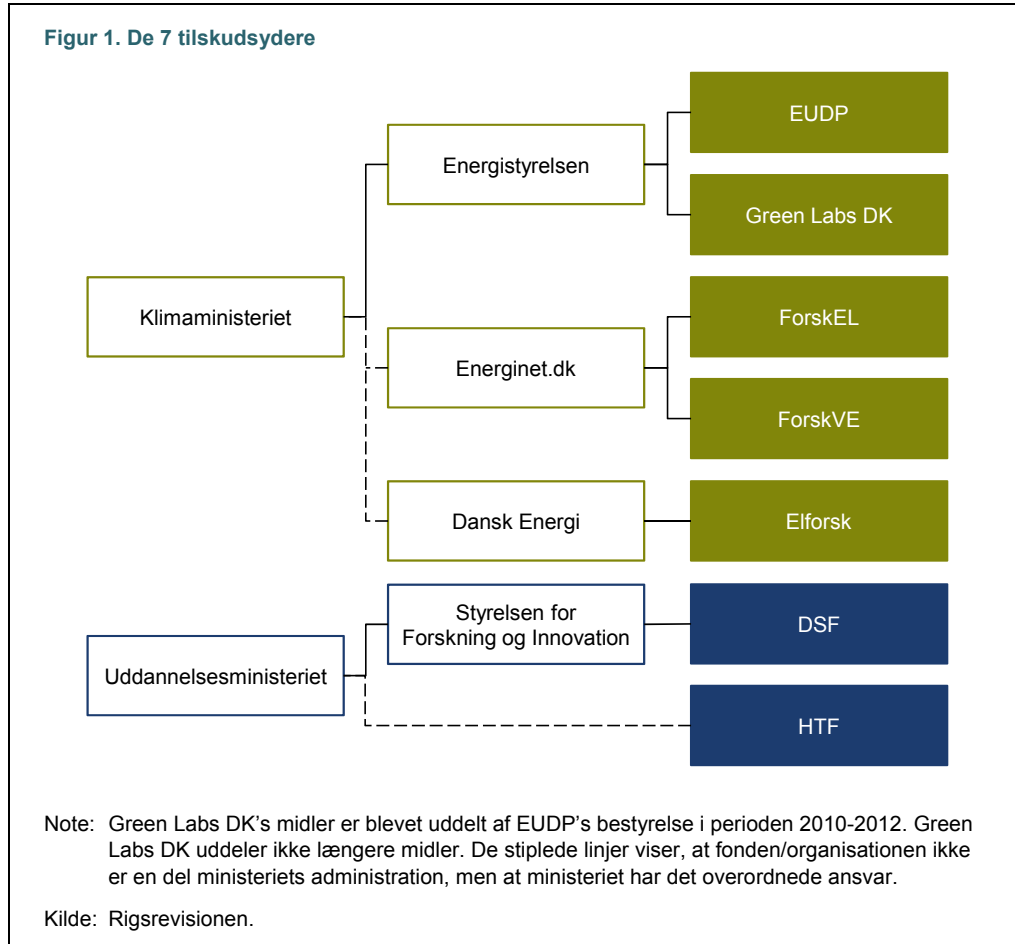 Figur 1. De 7 tilskudsydere
EUDP
Energistyrelsen
Green Labs DK
Klimaministeriet
ForskEL
Energinet.dk
ForskVE
Dansk Energi
Elforsk
Styrelsen for
Forskning og Innovation
DSF
Uddannelsesministeriet
HTF
Note: Green Labs DK’s midler er blevet uddelt af EUDP’s bestyrelse i perioden 2010-2012. Green
Labs DK uddeler ikke længere midler. De stiplede linjer viser, at fonden/organisationen ikke
er en del ministeriets administration, men at ministeriet har det overordnede ansvar.
Kilde: Rigsrevisionen.